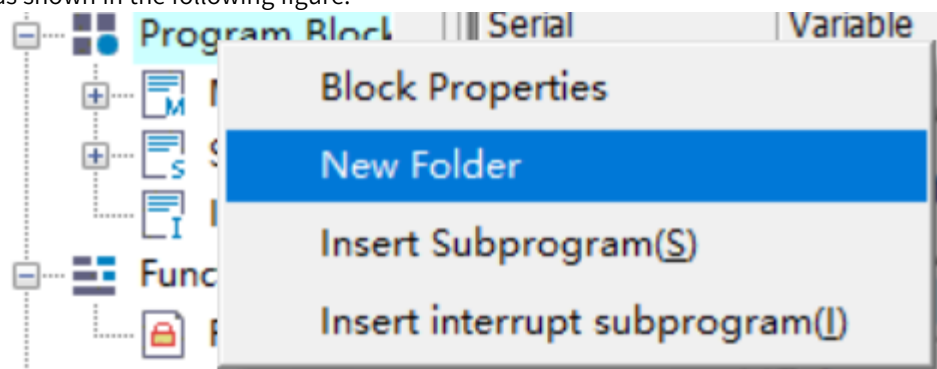 as shown in the following figure.
Program Block
Serial
Variable
Block Properties
New Folder
Insert Subprogram(S)
Insert interrupt subprogram(I)
Func